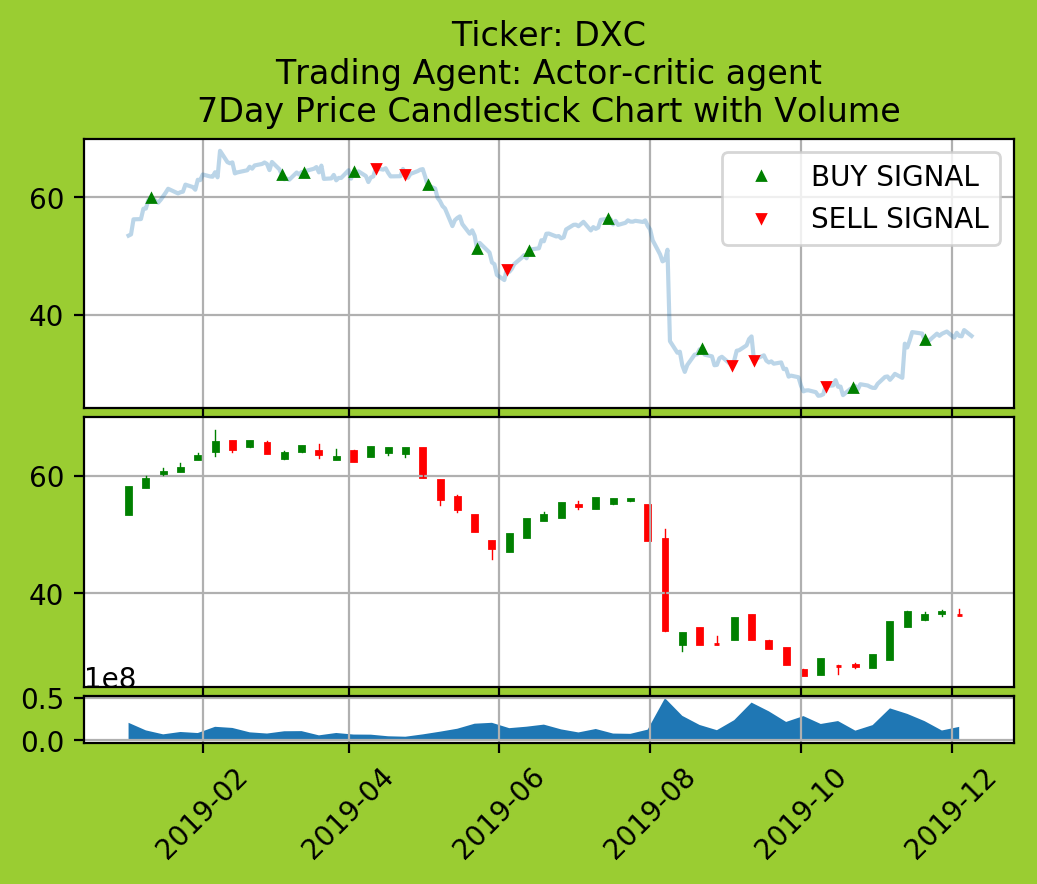 Ticker: DXC
Trading Agent: Actor-critic agent
7Day Price Candlestick Chart with Volume
BUY SIGNAL
SELL SIGNAL
60
40
60
40
1e8
0.5
0.0
2019-02
2019-04
2019-06
2019-08
2019-10
2019-12